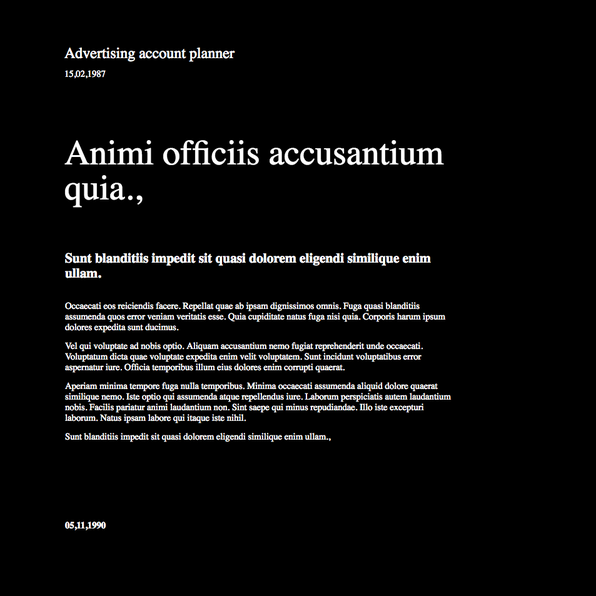 Advertising account planner
15,02,1987
Animi officiis accusantium
quia.,
Sunt blanditiis impedit sit quasi dolorem eligendi similique enim
ullam.
Occaecati eos reiciendis facere. Repellat quae ab ipsam dignissimos omnis. Fuga quasi blanditiis
assumenda quos error veniam veritatis esse. Quia cupiditate natus fuga nisi quia. Corporis harum ipsum
dolores expedita sunt ducimus.
Vel qui voluptate ad nobis optio. Aliquam accusantium nemo fugiat reprehenderit unde occaecati.
Voluptatum dicta quae voluptate expedita enim velit voluptatem. Sunt incidunt voluptatibus error
aspernatur iure. Officia temporibus illum eius dolores enim corrupti quaerat.
Aperiam minima tempore fuga nulla temporibus. Minima occaecati assumenda aliquid dolore quaerat
similique nemo. Iste optio qui assumenda atque repellendus iure. Laborum perspiciatis autem laudantium
nobis. Facilis pariatur animi laudantium non. Sint saepe qui minus repudiandae. Illo iste excepturi
laborum. Natus ipsam labore qui itaque iste nihil.
Sunt blanditiis impedit sit quasi dolorem eligendi similique enim ullam.,
05,11,1990